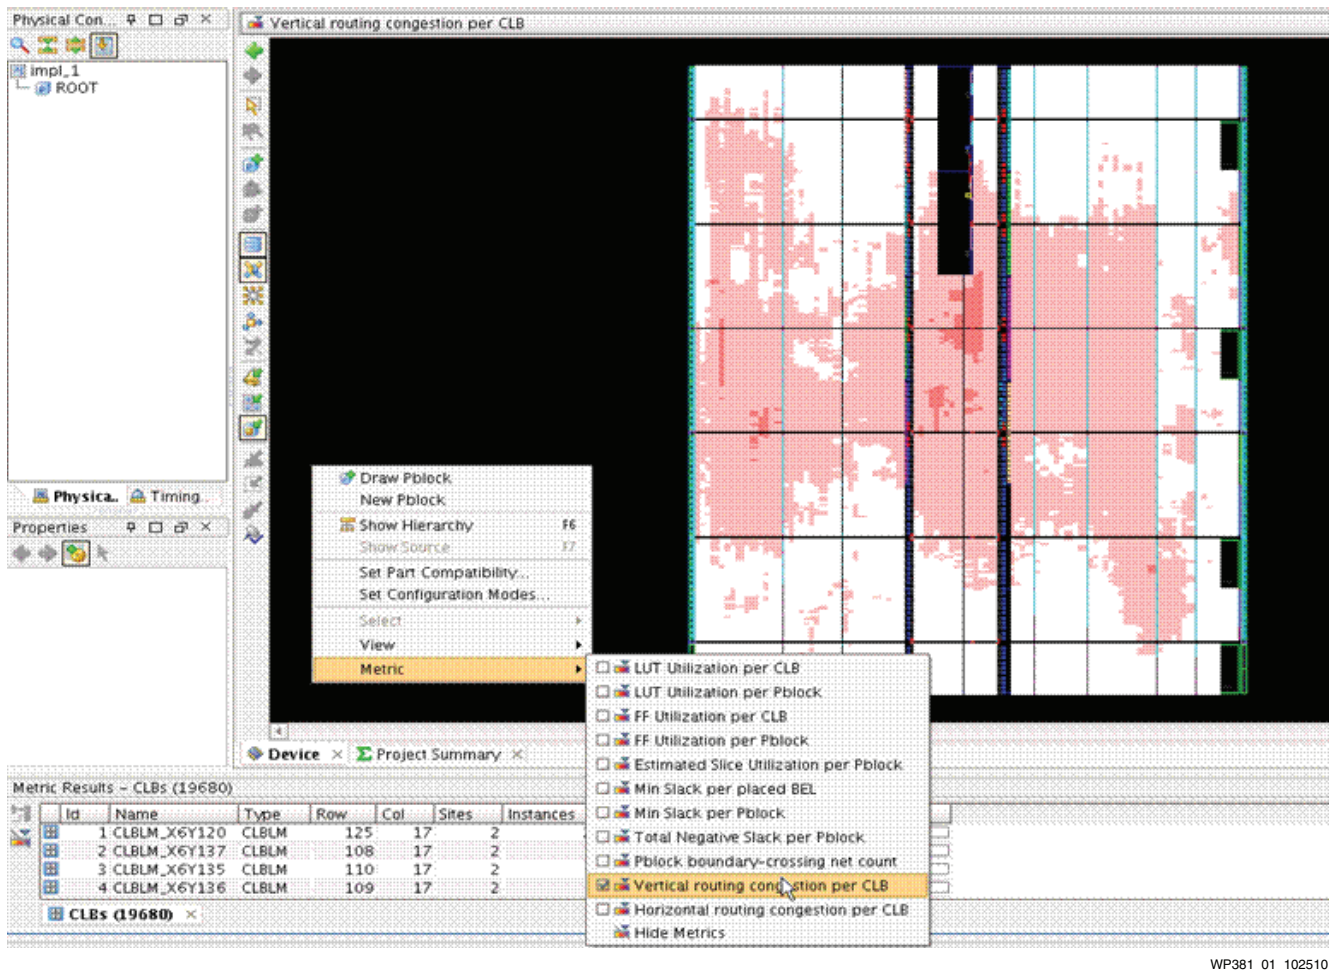 Physical Con...
Vertical routing congestion per CLB
impl_1
ROOT
Physica..
Timing
Properties
Draw Pblock
New Pblock
Show Hierarchy F6
Show Source F7
Set Part Compatibility...
Set Configuration Modes...
Select
View
Metric
LUT Utilization per CLB
LUT Utilization per Pblock
FF Utilization per CLB
FF Utilization per Pblock
Estimated Slice Utilization per Pblock
Min Slack per placed BEL
Min Slack per Pblock
Total Negative Slack per Pblock
Pblock boundary-crossing net count
Vertical routing congestion per CLB
Horizontal routing congestion per CLB
Hide Metrics
Device
Project Summary
Metric Results - CLBs (19680)
Id Name Type Row Col Sites Instances
1 CLBLM_X6Y120 CLBLM 125 17 2
2 CLBLM_X6Y137 CLBLM 108 17 2
3 CLBLM_X6Y135 CLBLM 110 17 2
4 CLBLM_X6Y136 CLBLM 109 17 2
CLBs (19680)
WP381_01_102510